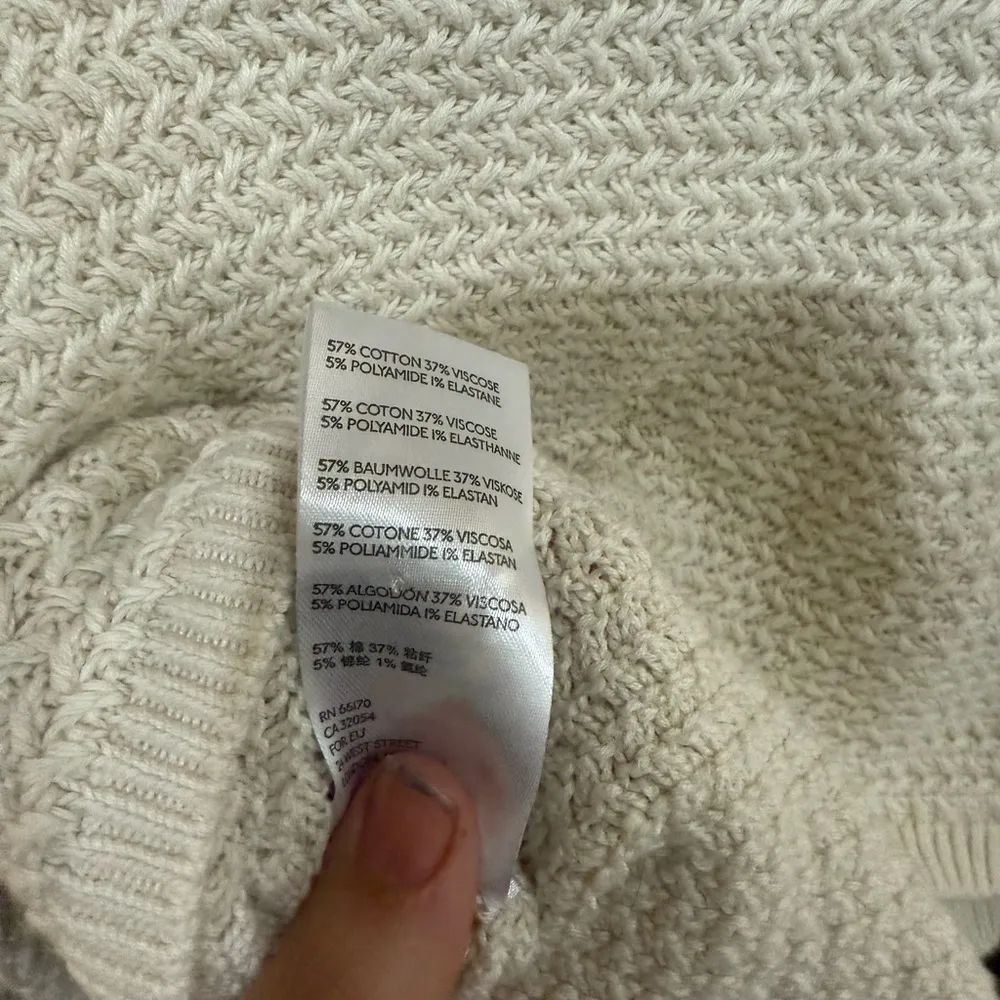 57% COTTON 37% VISCOSE
5% POLYAMIDE 1% ELASTANE
57% COTON 37% VISCOSE
5% POLYAMIDE 1% ELASTHANNE
57% BAUMWOLLE 37% VISKOSE
5% POLYAMID 1% ELASTAN
57% COTONE 37% VISCOSA
5% POLIAMMIDE 1% ELASTAN
57% ALGODÓN 37% VISCOSA
5% POLIAMIDA 1% ELASTANO
57% 棉 37% 粘纤
5% 锦纶 1% 氨纶
RN 66170
CA 32054
FOR EU
WEST STREET